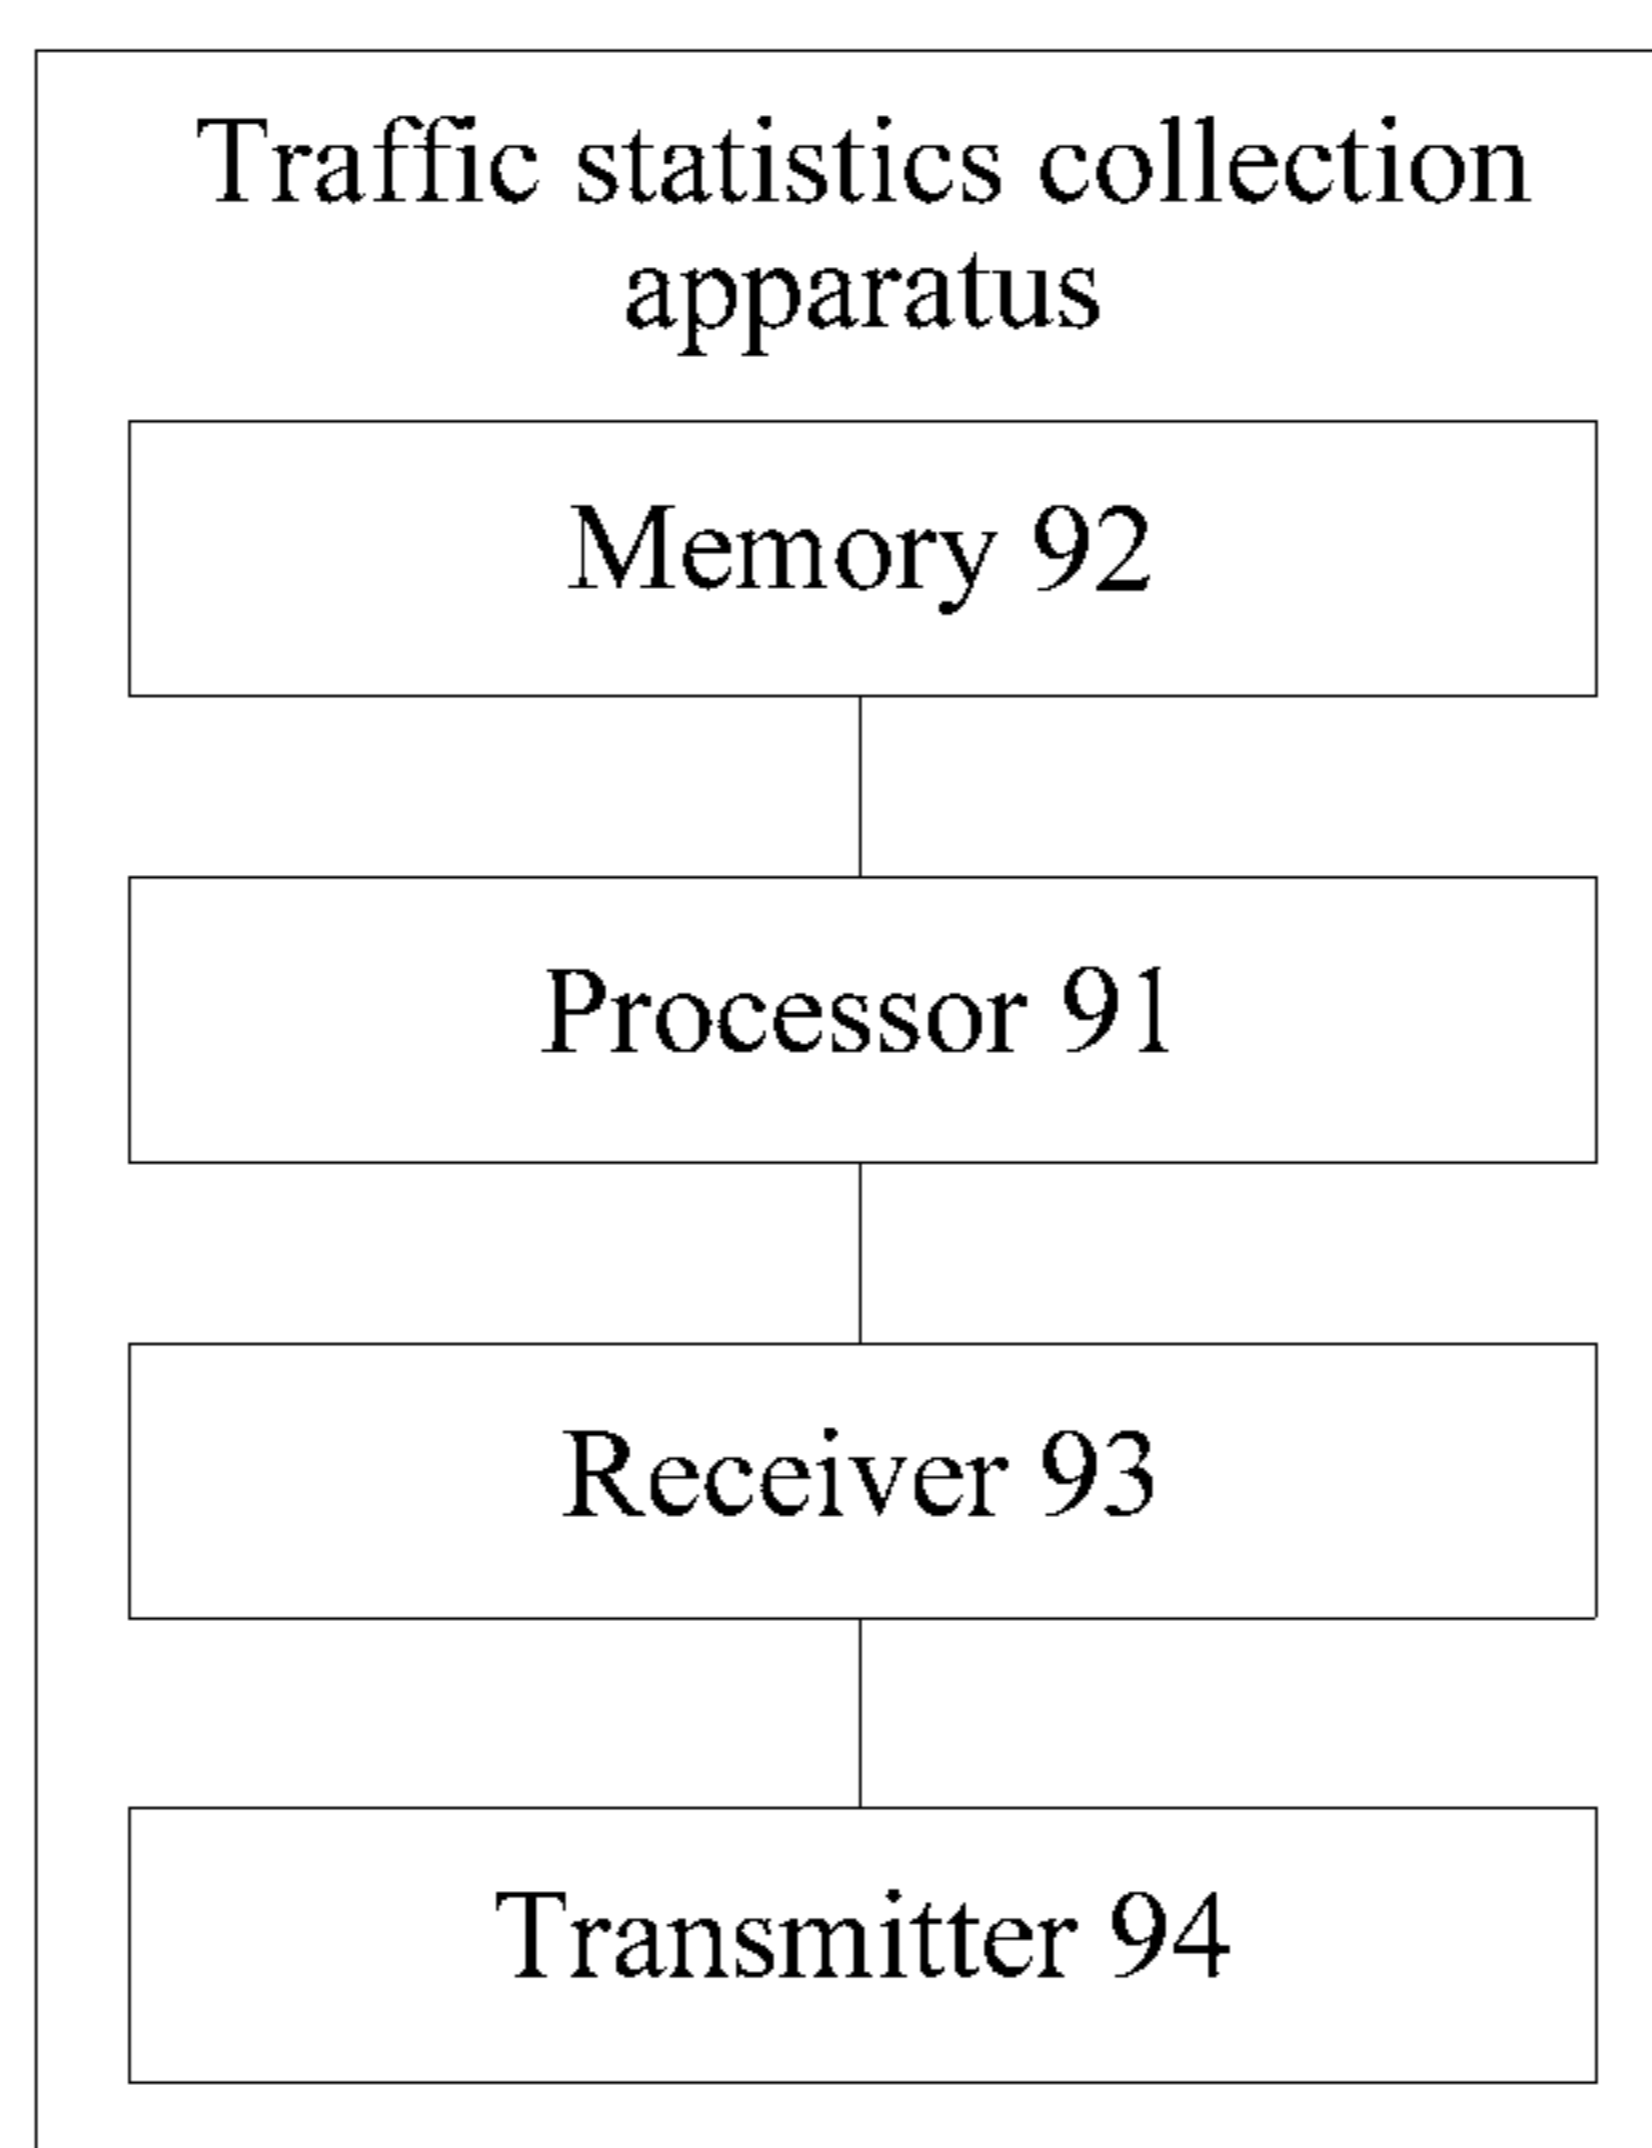 Traffic statistics collection
apparatus
Memory 92
Processor 91
Receiver 93
Transmitter 94